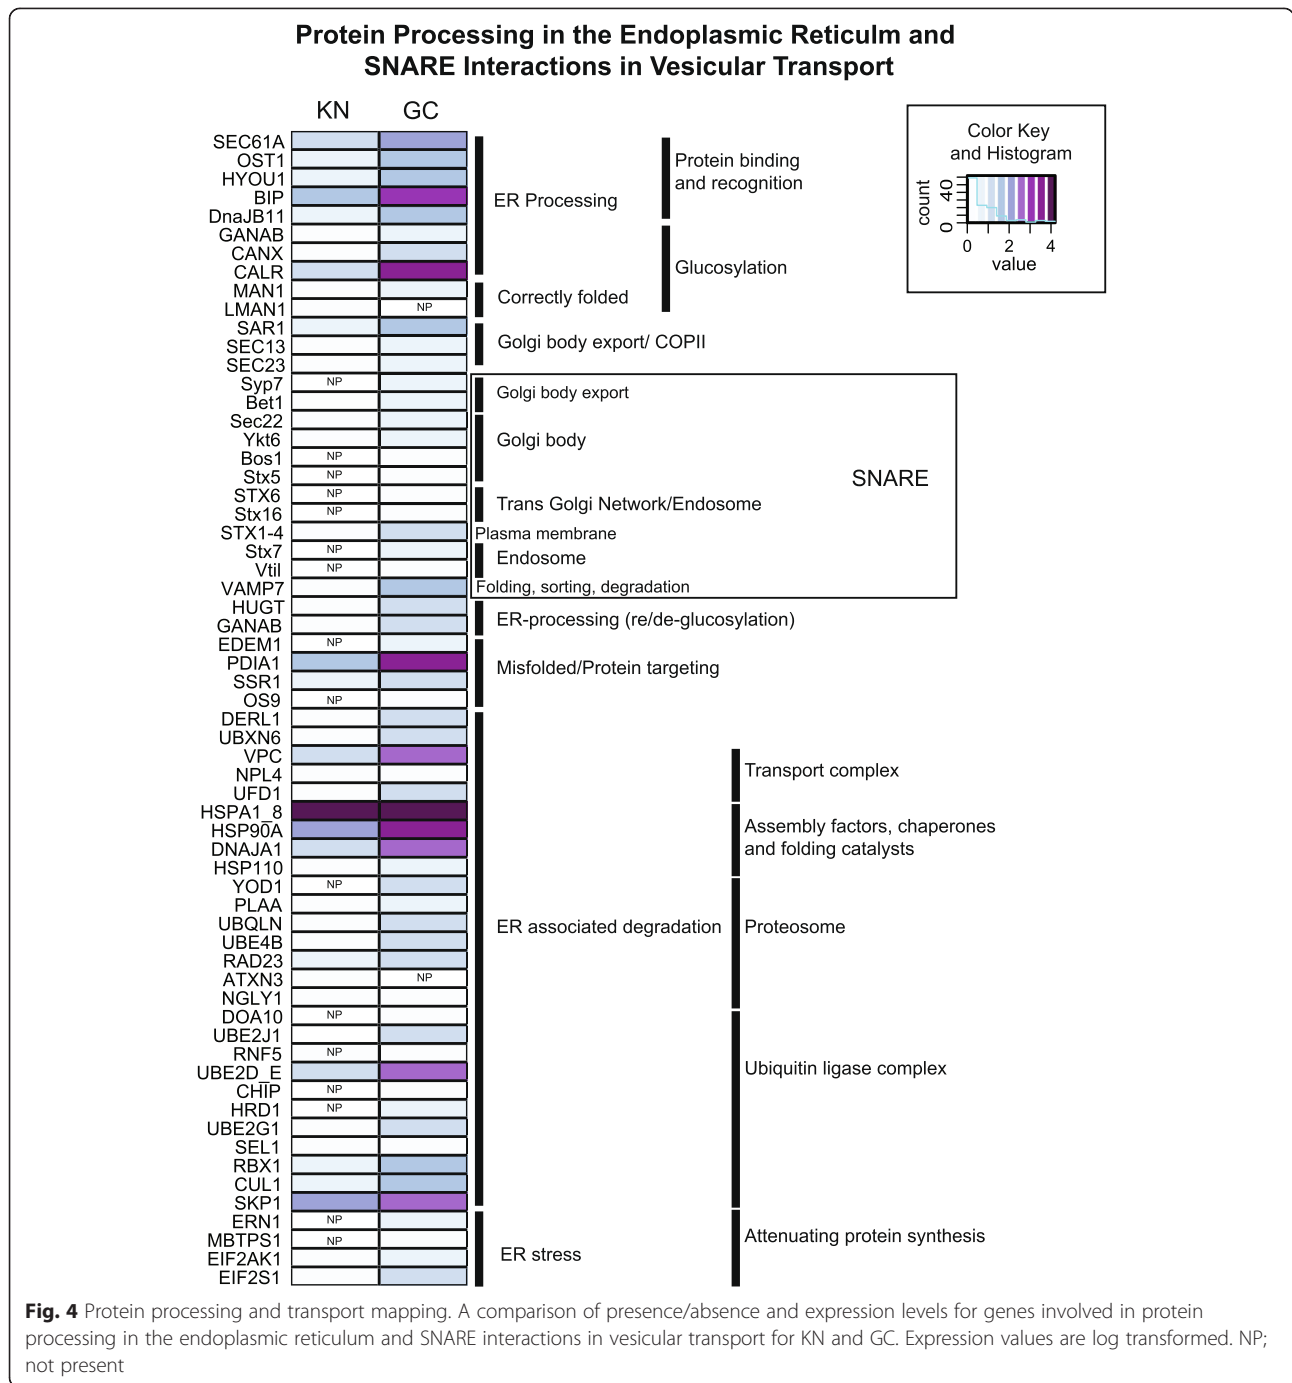 Protein Processing in the Endoplasmic Reticulm and
SNARE Interactions in Vesicular Transport
KN GC
SEC61A
OST1
HYOU1
BIP
DnaJB11
GANAB
CANX
CALR
MAN1
LMAN1 NP
SAR1
SEC13
SEC23
Syp7 NP
Bet1
Sec22
Ykt6
Bos1 NP
Stx5 NP
STX6 NP
Stx16 NP
STX1-4
Stx7 NP
Vtil NP
VAMP7
HUGT
GANAB
EDEM1 NP
PDIA1
SSR1
OS9 NP
DERL1
UBXN6
VPC
NPL4
UFD1
HSPA1_8
HSP90A
DNAJA1
HSP110
YOD1 NP
PLAA
UBQLN
UBE4B
RAD23
ATXN3 NP
NGLY1
DOA10 NP
UBE2J1
RNF5 NP
UBE2D_E
CHIP NP
HRD1 NP
UBE2G1
SEL1
RBX1
CUL1
SKP1
ERN1 NP
MBTPS1 NP
EIF2AK1
EIF2S1
ER Processing
Correctly folded
Golgi body export/ COPII
Golgi body export
Golgi body
Trans Golgi Network/Endosome
Plasma membrane
Endosome
Folding, sorting, degradation
SNARE
ER-processing (re/de-glucosylation)
Misfolded/Protein targeting
ER associated degradation
ER stress
Protein binding
and recognition
Glucosylation
Transport complex
Assembly factors, chaperones
and folding catalysts
Proteosome
Ubiquitin ligase complex
Attenuating protein synthesis
Color Key
and Histogram
count
0 40
0 2 4
value
Fig. 4 Protein processing and transport mapping. A comparison of presence/absence and expression levels for genes involved in protein
processing in the endoplasmic reticulum and SNARE interactions in vesicular transport for KN and GC. Expression values are log transformed. NP;
not present